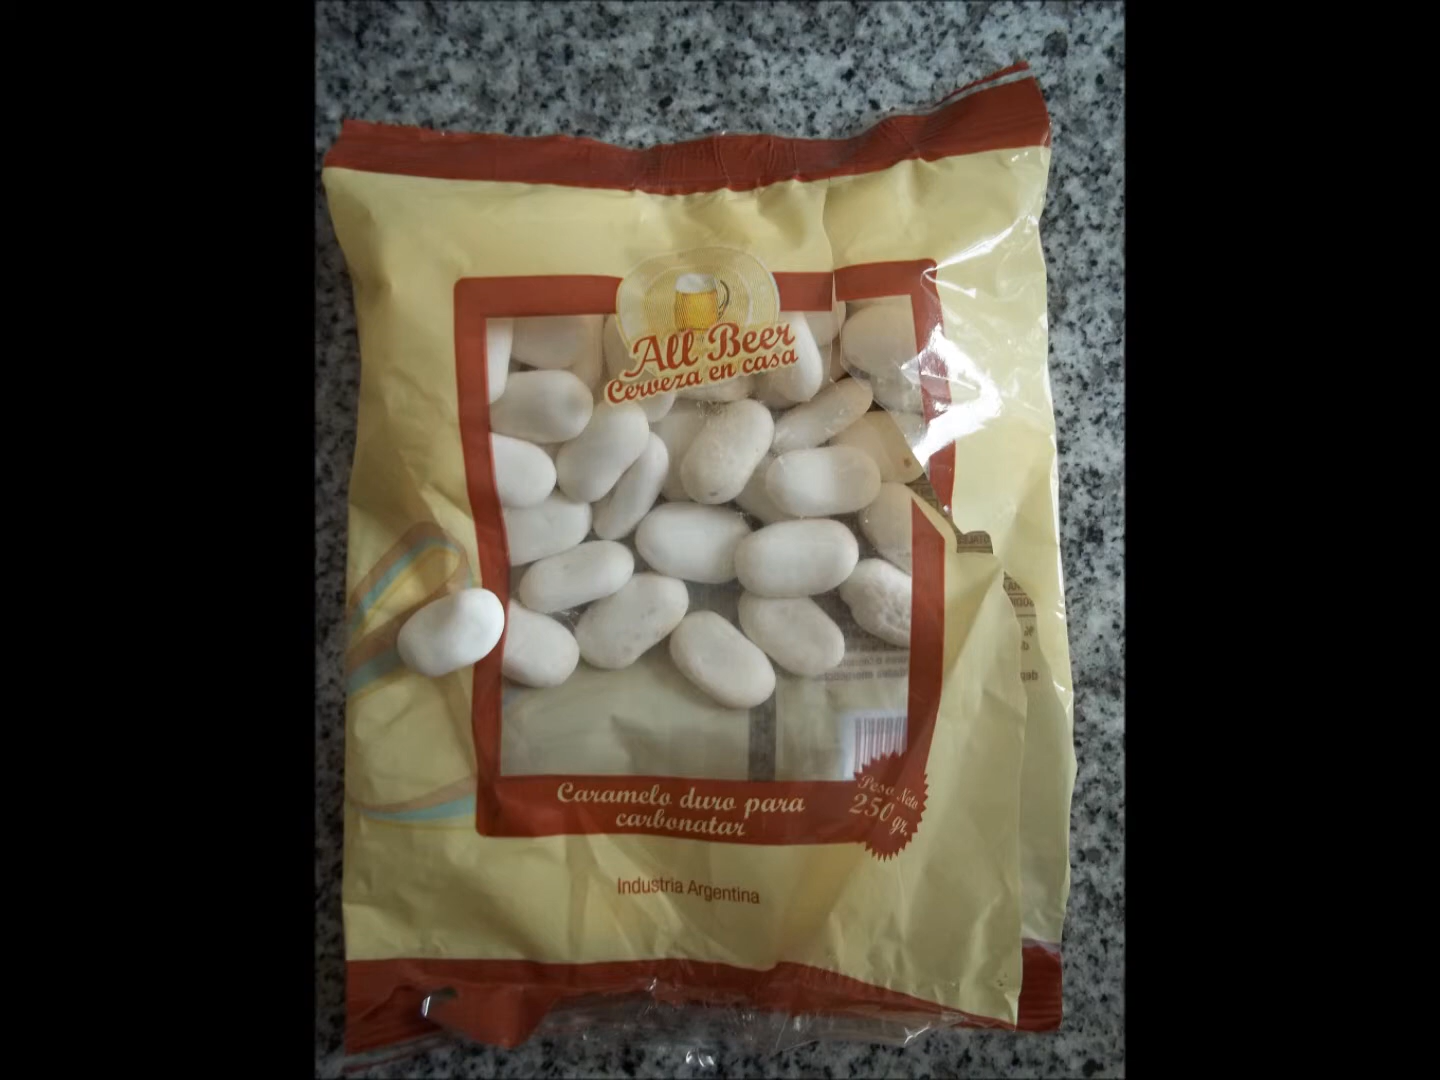 All Beer
Cerveza en casa
Caramelo duro para
carbonatar
Peso Neto
250 gr.
Industria Argentina